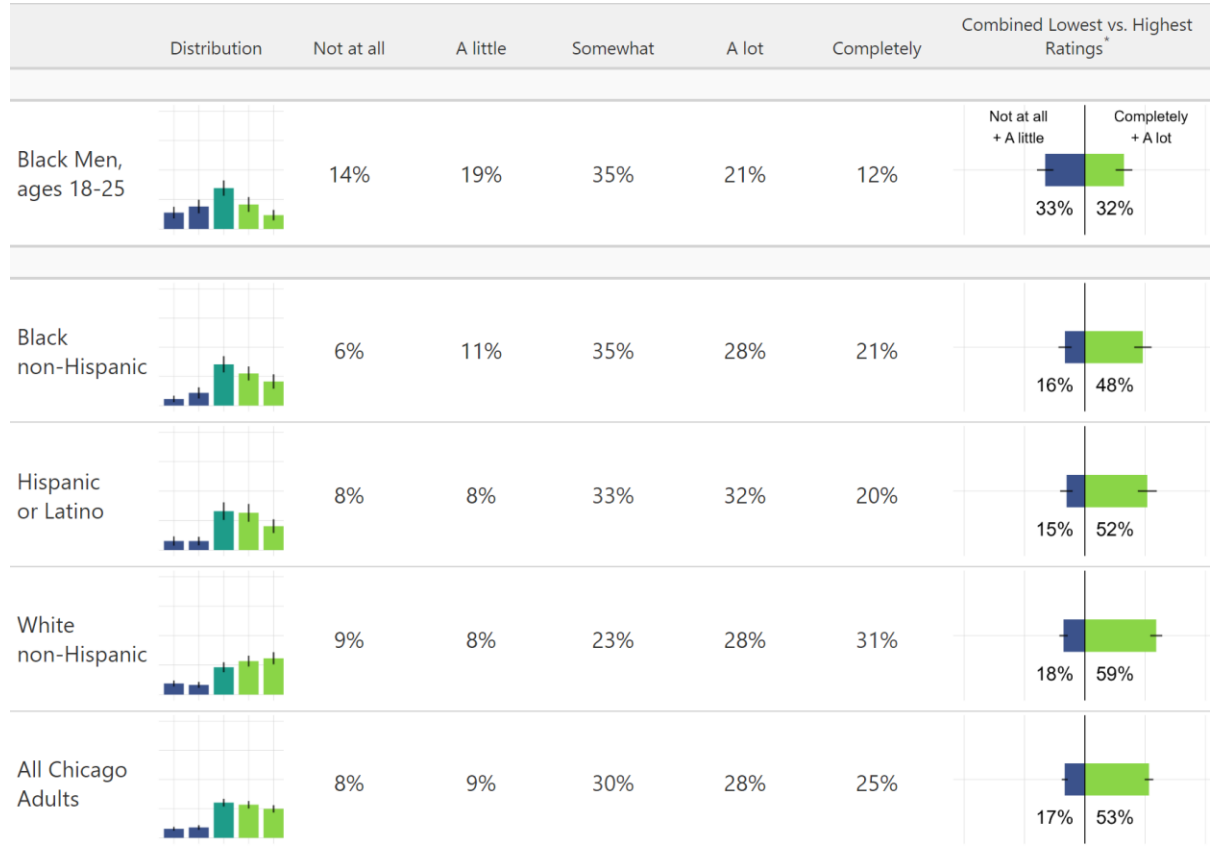 Combined Lowest vs. Highest
Distribution Not at all A little Somewhat A lot Completely Ratings*
Not at all Completely
+ A little + A lot
Black Men,
ages 18-25
14% 19% 35% 21% 12%
33% 32%
Black
non-Hispanic
6% 11% 35% 28% 21%
16% 48%
Hispanic
or Latino
8% 8% 33% 32% 20%
15% 52%
White
non-Hispanic
9% 8% 23% 28% 31%
18% 59%
All Chicago
Adults
8% 9% 30% 28% 25%
17% 53%